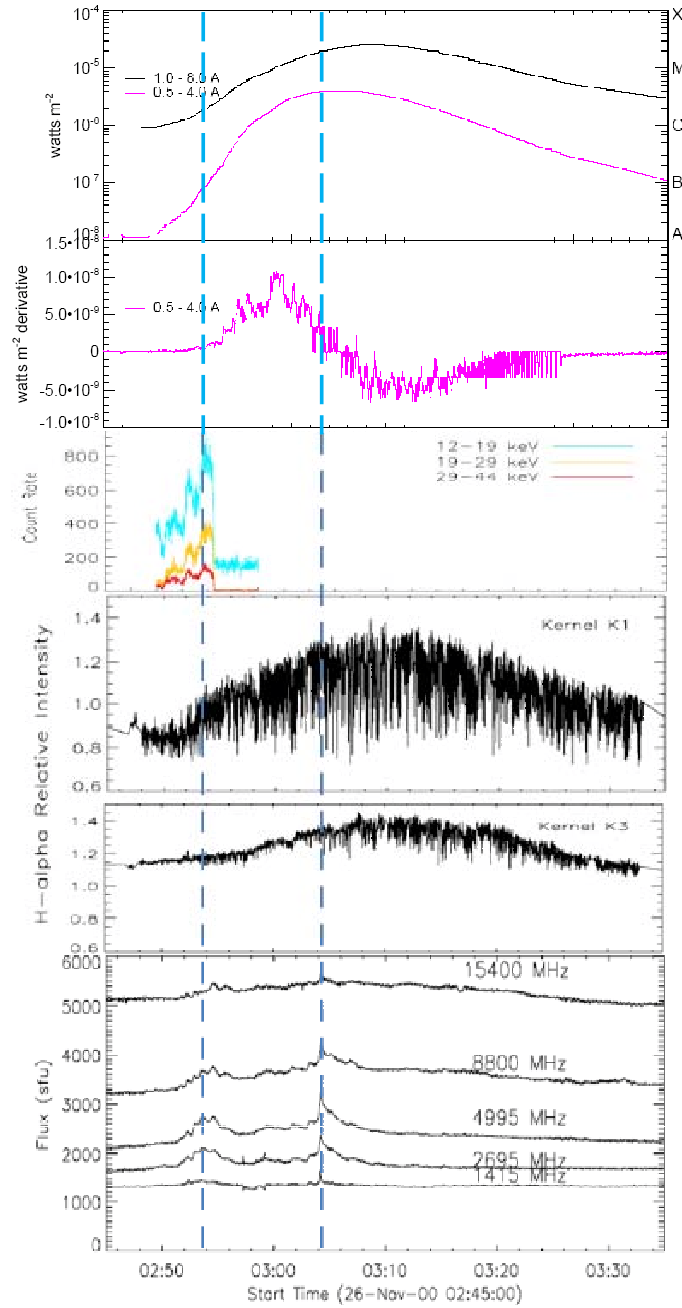 10⁻⁴
X
1.0 - 8.0 A
0.5 - 4.0 A
10⁻⁵
M
watts m⁻²
10⁻⁶
C
10⁻⁷
B
10⁻⁸
A
1.5•10⁻⁸
1.0•10⁻⁸
0.5 - 4.0 A
5.0•10⁻⁹
watts m⁻² derivative
0
-5.0•10⁻⁹
-1.0•10⁻⁸
800
12-19 keV
19-29 keV
29-44 keV
600
Count Rate
400
200
0
1.4
Kernel K1
1.2
1.0
0.8
0.6
H-alpha Relative Intensity
1.4
Kernel K3
1.2
1.0
0.8
0.6
6000
15400 MHz
5000
4000
8800 MHz
3000
Flux (sfu)
4995 MHz
2000
2695 MHz
1415 MHz
1000
0
02:50
03:00
03:10
03:20
03:30
Start Time (26-Nov-00 02:45:00)